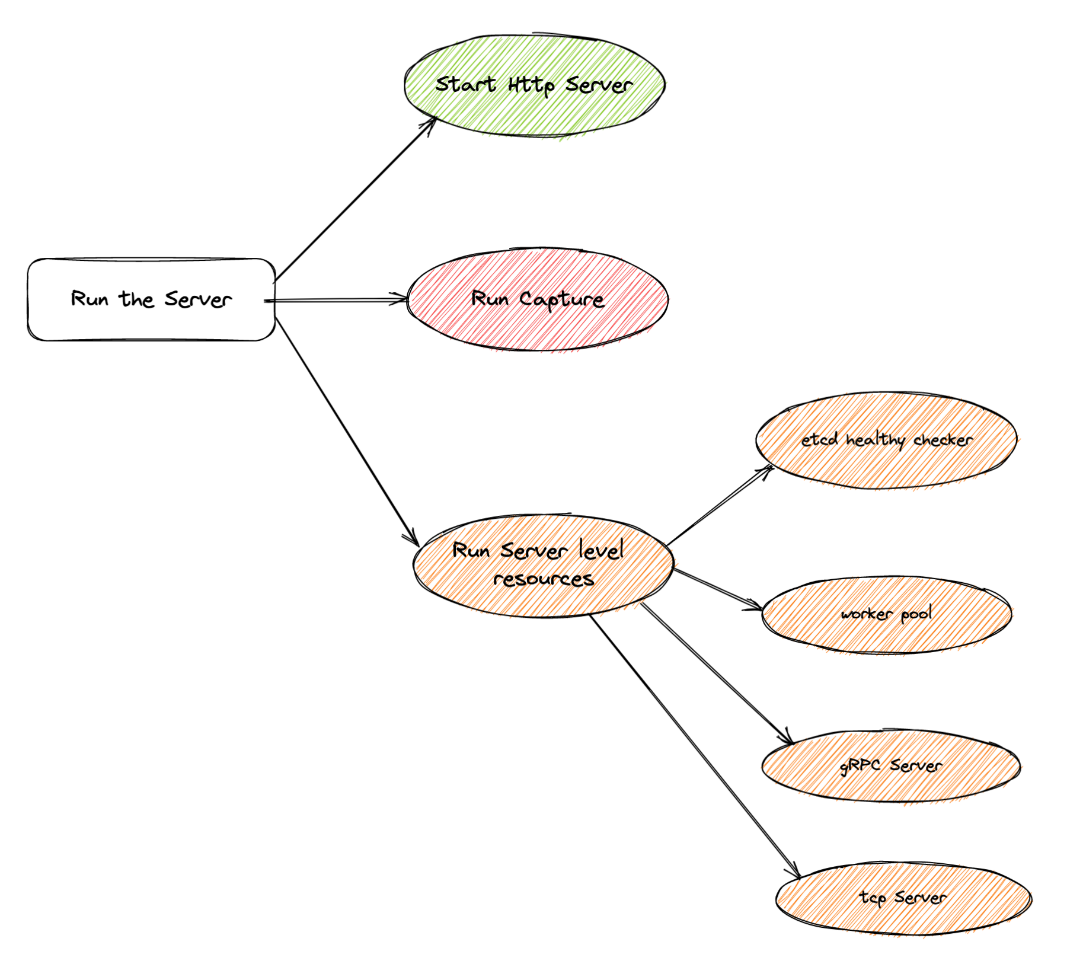 Start Http Server
Run the Server
Run Capture
etcd healthy checker
Run Server level
resources
worker pool
gRPC Server
tcp Server